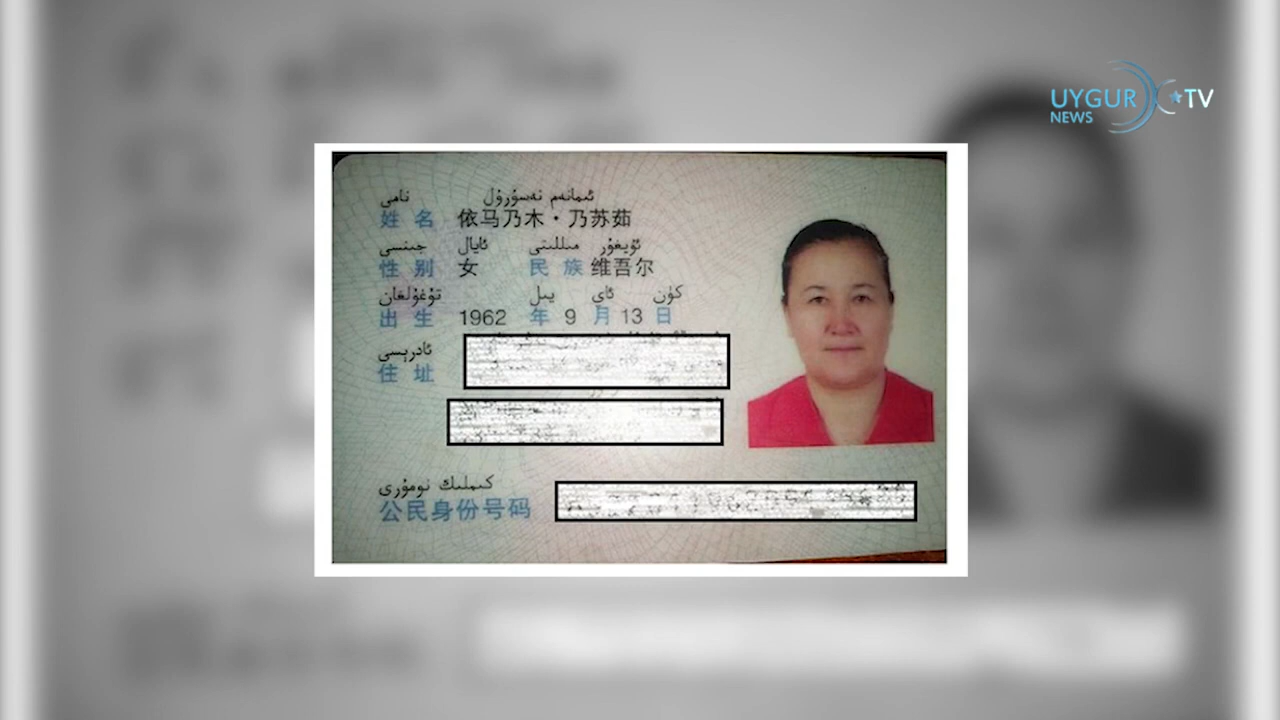 UYGUR TV
NEWS
نامى ئىمانەم نەسۇرۇل
姓名 依马乃木·乃苏茹
جىنسى ئايال مىللىتى ئۇيغۇر
性别 女 民族 维吾尔
تۇغۇلغان يىل ئاي كۈن
出生 1962 年 9 月 13 日
ئادرېسى
住址
كىملىك نومۇرى
公民身份号码